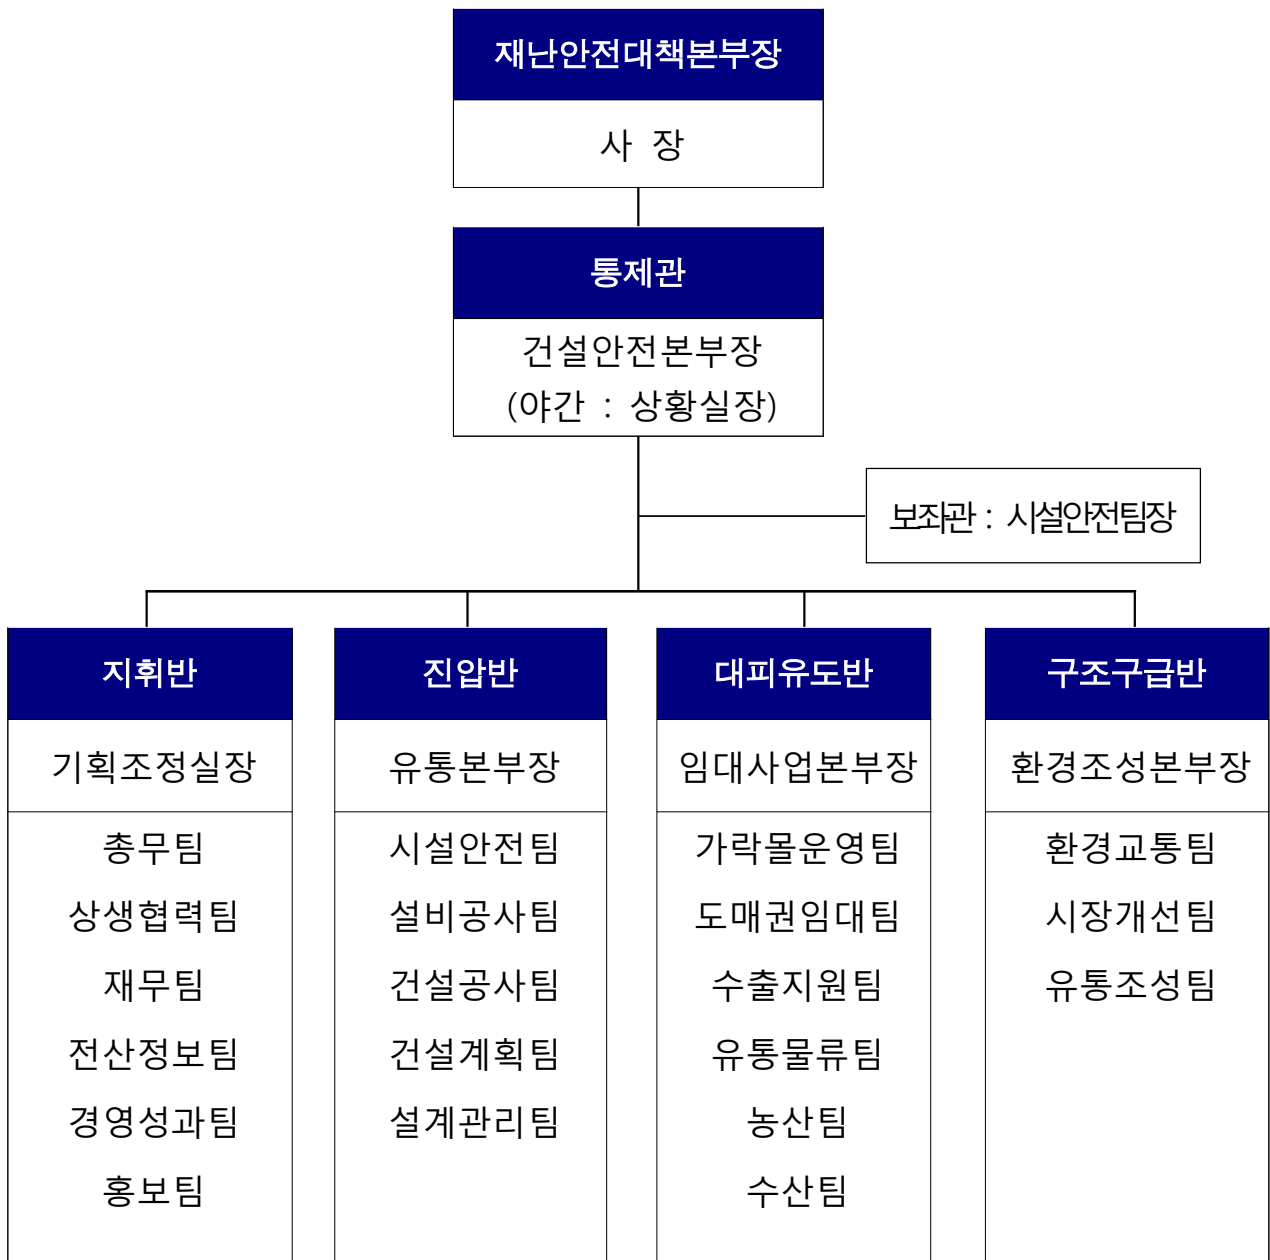 재난안전대책본부장
사 장
통제관
건설안전본부장
(야간 : 상황실장)
보좌관 : 시설안전팀장
지휘반
기획조정실장
총무팀
상생협력팀
재무팀
전산정보팀
경영성과팀
홍보팀
진압반
유통본부장
시설안전팀
설비공사팀
건설공사팀
건설계획팀
설계관리팀
대피유도반
임대사업본부장
가락몰운영팀
도매권임대팀
수출지원팀
유통물류팀
농산팀
수산팀
구조구급반
환경조성본부장
환경교통팀
시장개선팀
유통조성팀